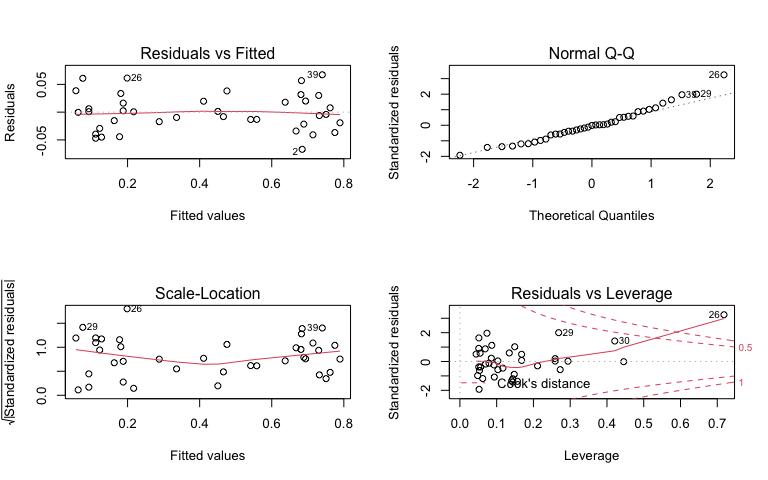 Residuals vs Fitted
Residuals
0.05
-0.05
26
39
2
0.2 0.4 0.6 0.8
Fitted values
Normal Q-Q
Standardized residuals
2
0
-2
26
39
29
-2 -1 0 1 2
Theoretical Quantiles
Scale-Location
√|Standardized residuals|
1.0
0.0
26
29
39
0.2 0.4 0.6 0.8
Fitted values
Residuals vs Leverage
Standardized residuals
2
0
-2
26
29
30
0.5
1
Cook's distance
0.0 0.1 0.2 0.3 0.4 0.5 0.6 0.7
Leverage